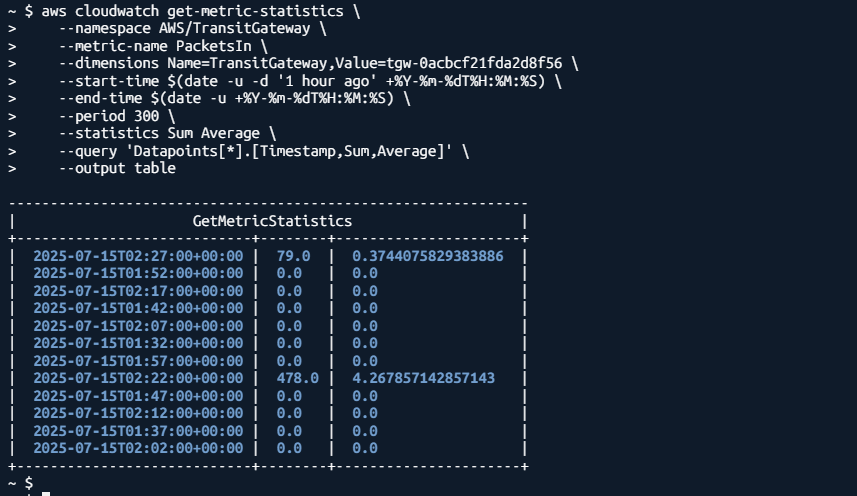 ~ $ aws cloudwatch get-metric-statistics \
>     --namespace AWS/TransitGateway \
>     --metric-name PacketsIn \
>     --dimensions Name=TransitGateway,Value=tgw-0acbcf21fda2d8f56 \
>     --start-time $(date -u -d '1 hour ago' +%Y-%m-%dT%H:%M:%S) \
>     --end-time $(date -u +%Y-%m-%dT%H:%M:%S) \
>     --period 300 \
>     --statistics Sum Average \
>     --query 'Datapoints[*].[Timestamp,Sum,Average]' \
>     --output table
--------------------------------------------------------------
|                     GetMetricStatistics                    |
+----------------------------+--------+----------------------+
|  2025-07-15T02:27:00+00:00 |  79.0  |  0.3744075829383886  |
|  2025-07-15T01:52:00+00:00 |  0.0   |  0.0                 |
|  2025-07-15T02:17:00+00:00 |  0.0   |  0.0                 |
|  2025-07-15T01:42:00+00:00 |  0.0   |  0.0                 |
|  2025-07-15T02:07:00+00:00 |  0.0   |  0.0                 |
|  2025-07-15T01:32:00+00:00 |  0.0   |  0.0                 |
|  2025-07-15T01:57:00+00:00 |  0.0   |  0.0                 |
|  2025-07-15T02:22:00+00:00 |  478.0 |  4.267857142857143   |
|  2025-07-15T01:47:00+00:00 |  0.0   |  0.0                 |
|  2025-07-15T02:12:00+00:00 |  0.0   |  0.0                 |
|  2025-07-15T01:37:00+00:00 |  0.0   |  0.0                 |
|  2025-07-15T02:02:00+00:00 |  0.0   |  0.0                 |
+----------------------------+--------+----------------------+
~ $